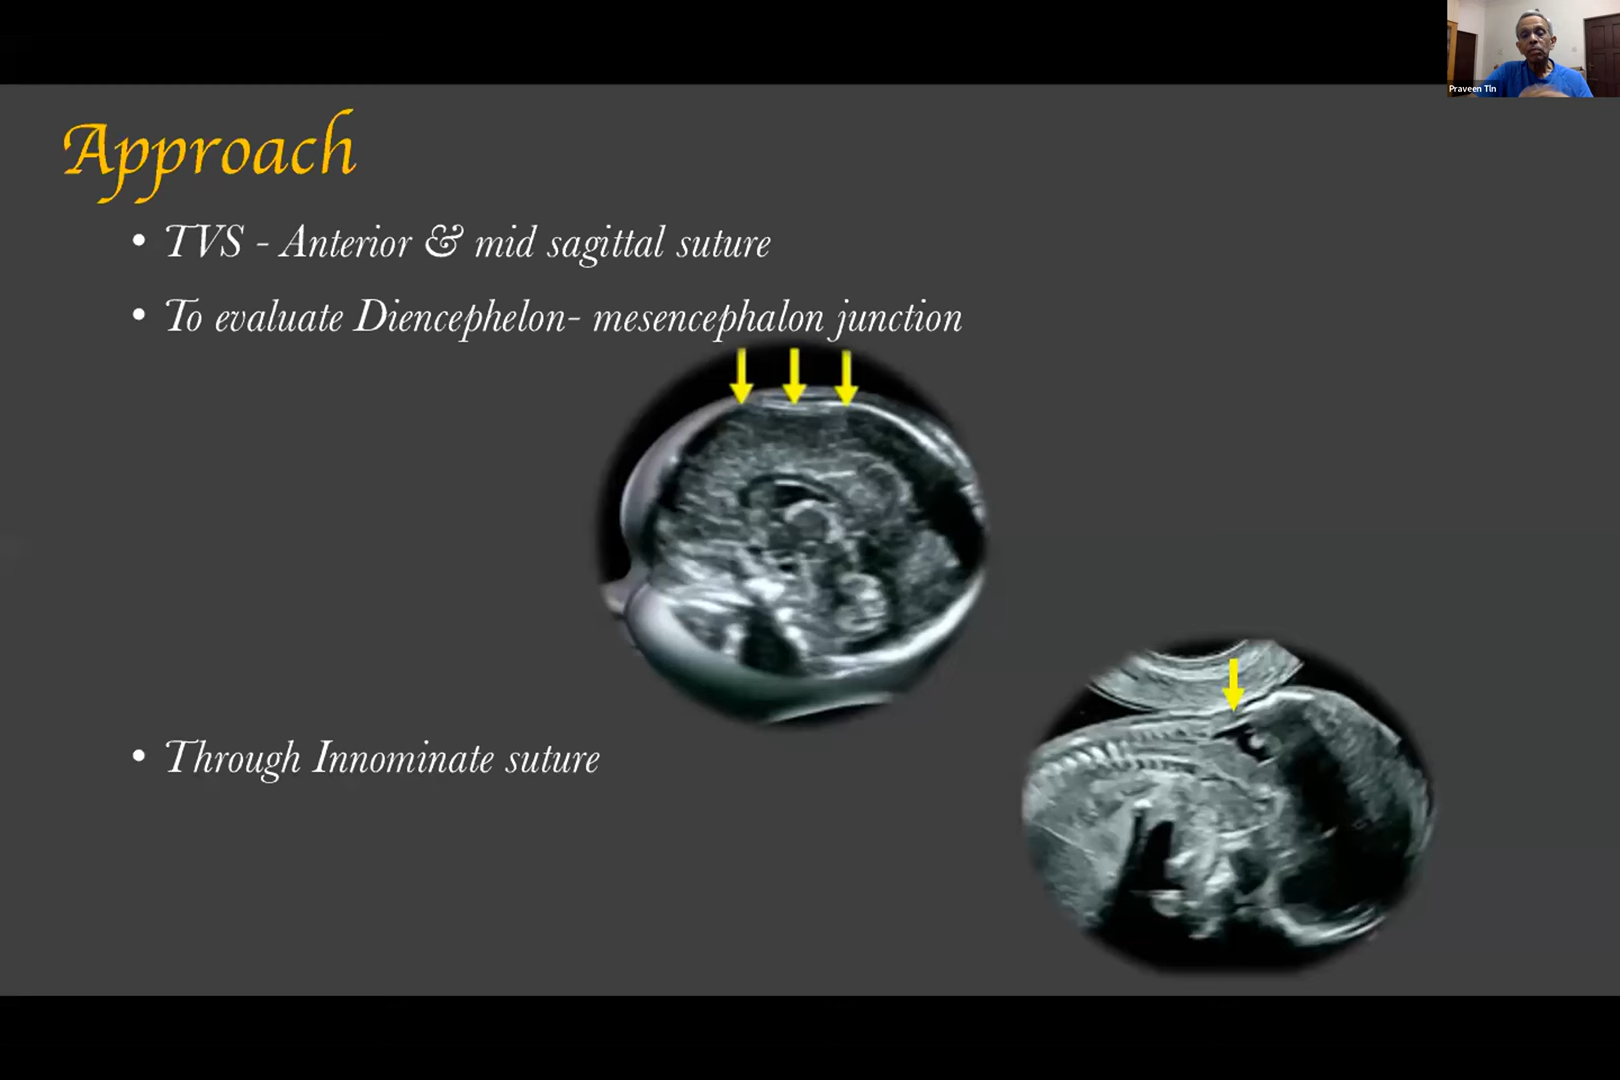 Praveen Tln
Approach
• TVS - Anterior & mid sagittal suture
• To evaluate Diencephelon- mesencephalon junction
• Through Innominate suture